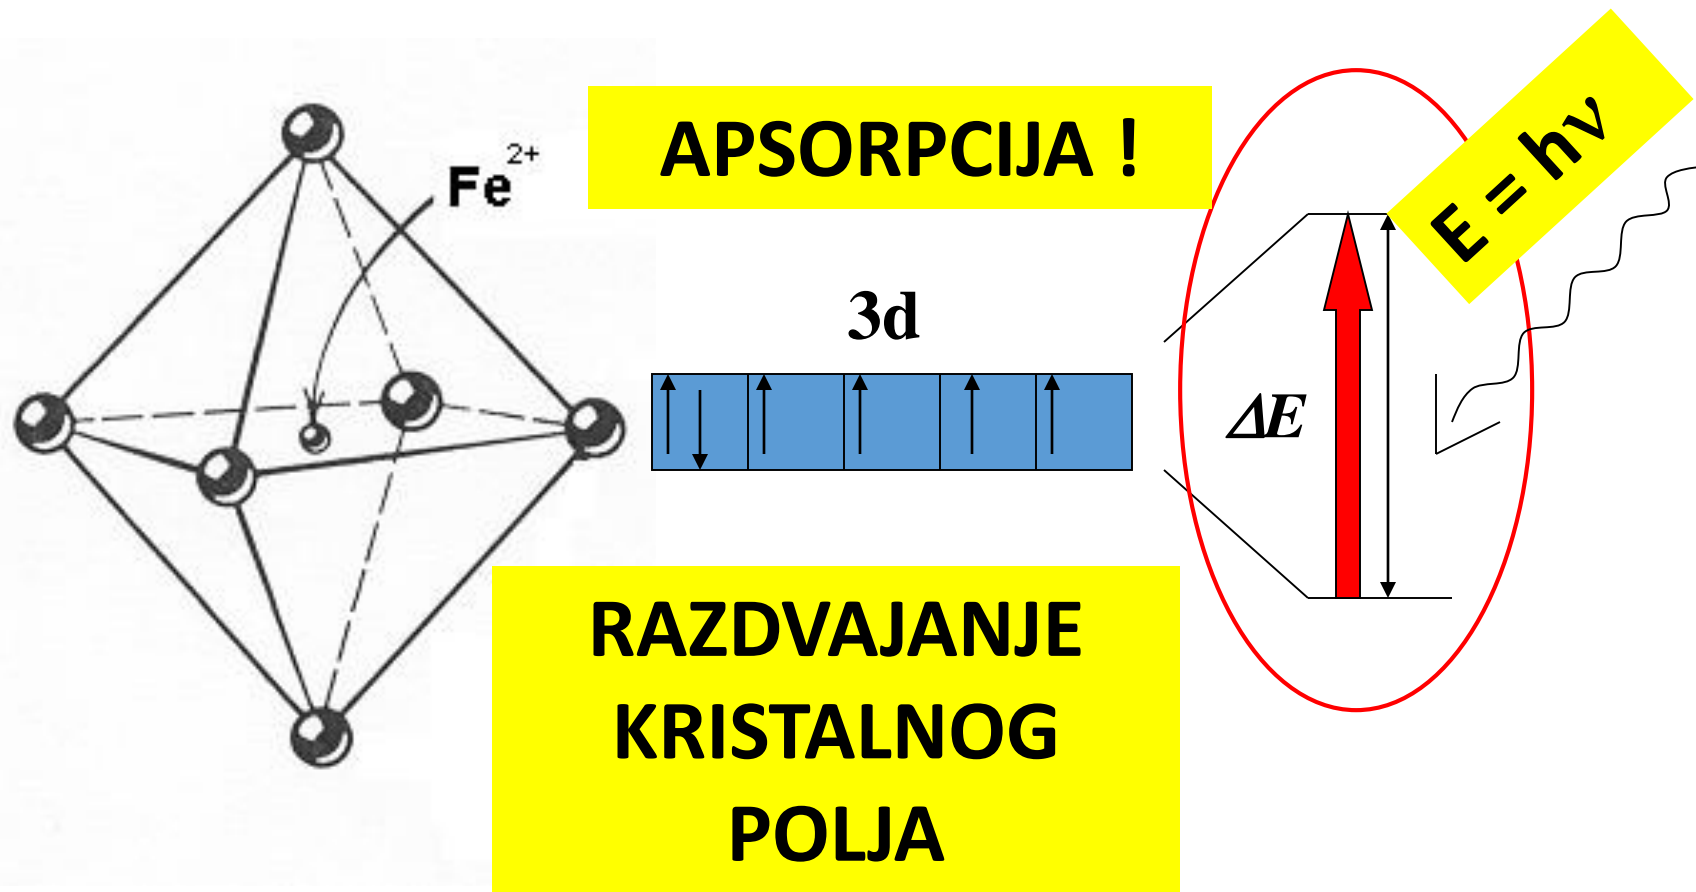 APSORPCIJA !
E = hν
Fe²⁺
3d
ΔE
RAZDVAJANJE
KRISTALNOG
POLJA